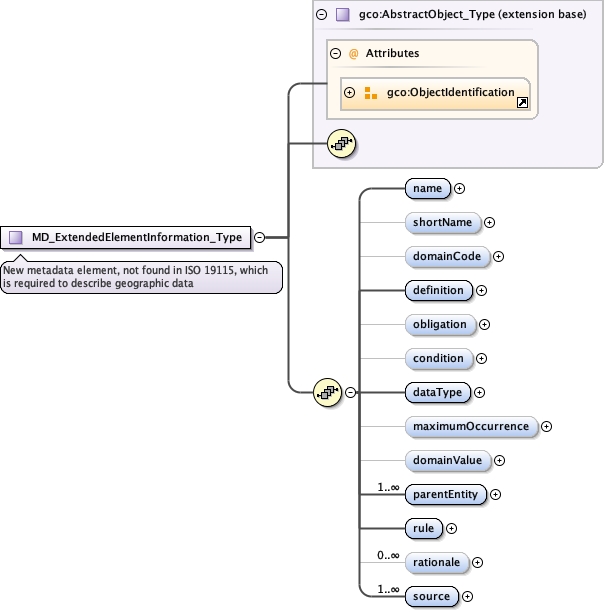 gco:AbstractObject_Type (extension base)
@ Attributes
gco:ObjectIdentification
MD_ExtendedElementInformation_Type
New metadata element, not found in ISO 19115, which
is required to describe geographic data
name
shortName
domainCode
definition
obligation
condition
dataType
maximumOccurrence
domainValue
1..∞
parentEntity
rule
0..∞
rationale
1..∞
source